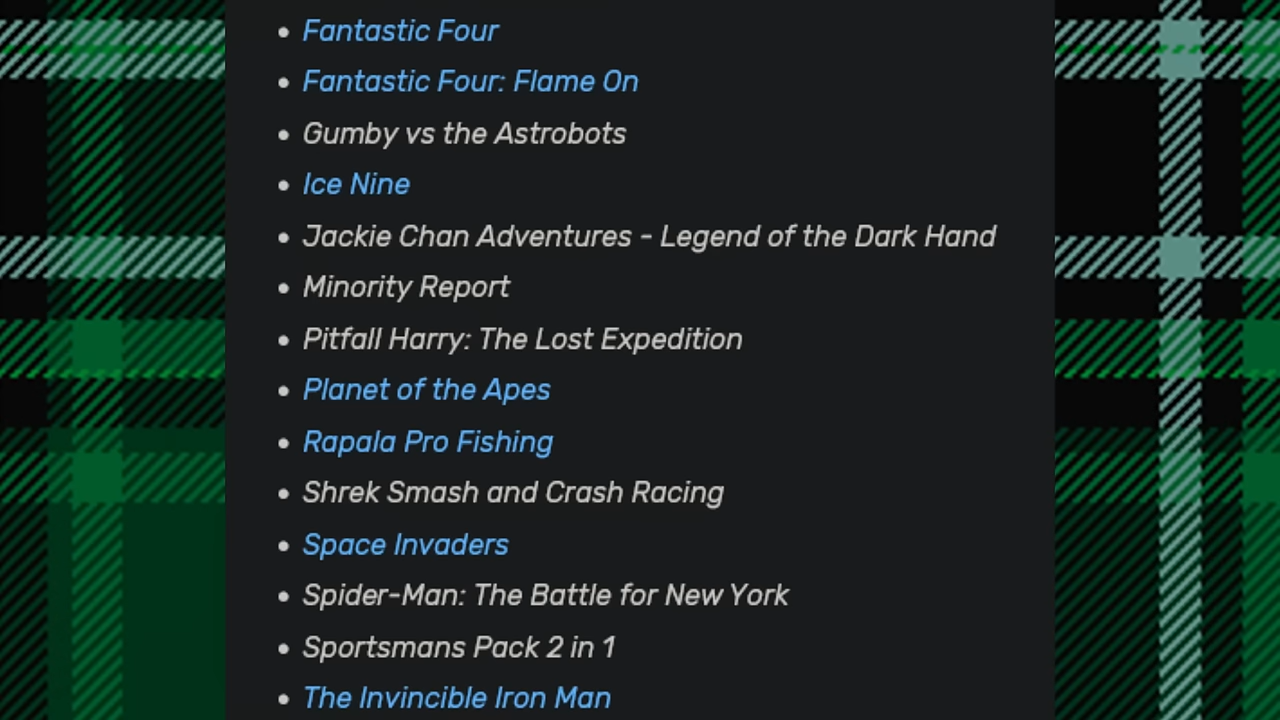 Fantastic Four
Fantastic Four: Flame On
Gumby vs the Astrobots
Ice Nine
Jackie Chan Adventures - Legend of the Dark Hand
Minority Report
Pitfall Harry: The Lost Expedition
Planet of the Apes
Rapala Pro Fishing
Shrek Smash and Crash Racing
Space Invaders
Spider-Man: The Battle for New York
Sportsmans Pack 2 in 1
The Invincible Iron Man